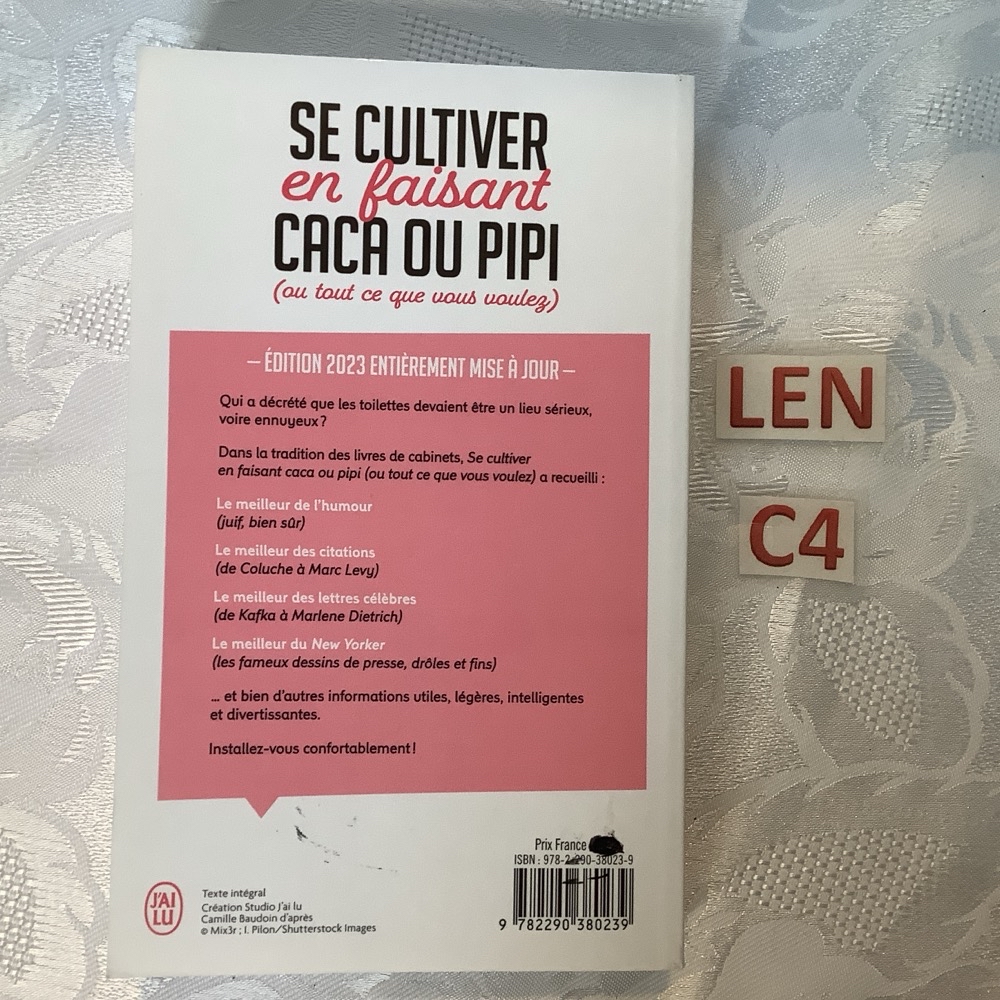 SE CULTIVER
en faisant
CACA OU PIPI
(ou tout ce que vous voulez)
— ÉDITION 2023 ENTIÈREMENT MISE À JOUR —
Qui a décrété que les toilettes devaient être un lieu sérieux,
voire ennuyeux ?
Dans la tradition des livres de cabinets, Se cultiver
en faisant caca ou pipi (ou tout ce que vous voulez) a recueilli :
Le meilleur de l'humour
(juif, bien sûr)
Le meilleur des citations
(de Coluche à Marc Levy)
Le meilleur des lettres célèbres
(de Kafka à Marlene Dietrich)
Le meilleur du New Yorker
(les fameux dessins de presse, drôles et fins)
... et bien d'autres informations utiles, légères, intelligentes
et divertissantes.
Installez-vous confortablement !
LEN
C4
Prix France
ISBN : 978-2-290-38023-9
9 782290 380239
J'AI
LU
Texte intégral
Création Studio J'ai lu
Camille Baudoin d'après
© Mix3r ; I. Pilon/Shutterstock Images